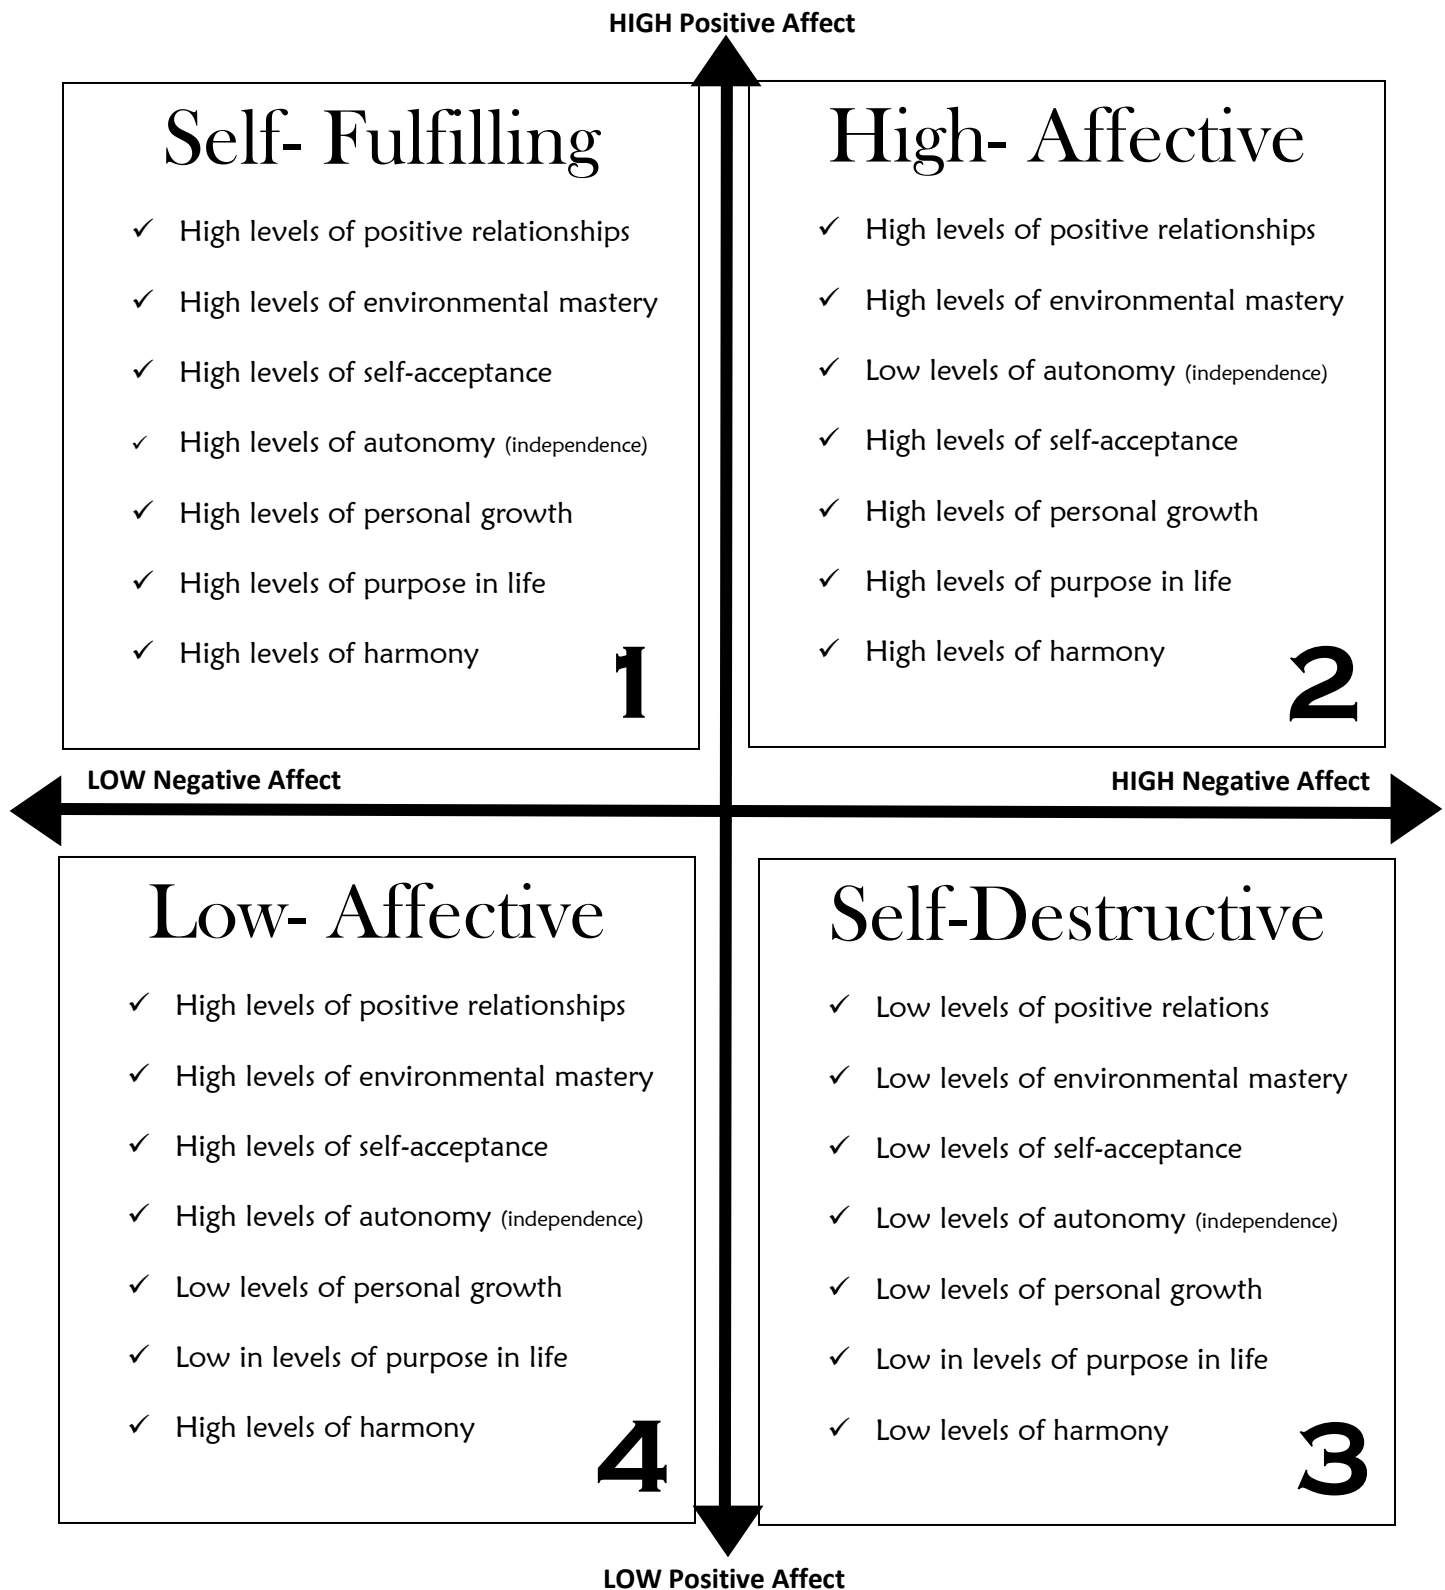 HIGH Positive Affect
Self- Fulfilling
✓ High levels of positive relationships
✓ High levels of environmental mastery
✓ High levels of self-acceptance
✓ High levels of autonomy (independence)
✓ High levels of personal growth
✓ High levels of purpose in life
✓ High levels of harmony
1
High- Affective
✓ High levels of positive relationships
✓ High levels of environmental mastery
✓ Low levels of autonomy (independence)
✓ High levels of self-acceptance
✓ High levels of personal growth
✓ High levels of purpose in life
✓ High levels of harmony
2
LOW Negative Affect
HIGH Negative Affect
Low- Affective
✓ High levels of positive relationships
✓ High levels of environmental mastery
✓ High levels of self-acceptance
✓ High levels of autonomy (independence)
✓ Low levels of personal growth
✓ Low in levels of purpose in life
✓ High levels of harmony
4
Self-Destructive
✓ Low levels of positive relations
✓ Low levels of environmental mastery
✓ Low levels of self-acceptance
✓ Low levels of autonomy (independence)
✓ Low levels of personal growth
✓ Low in levels of purpose in life
✓ Low levels of harmony
3
LOW Positive Affect